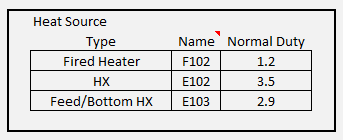 Heat Source
Type Name Normal Duty
Fired Heater F102 1.2
HX E102 3.5
Feed/Bottom HX E103 2.9